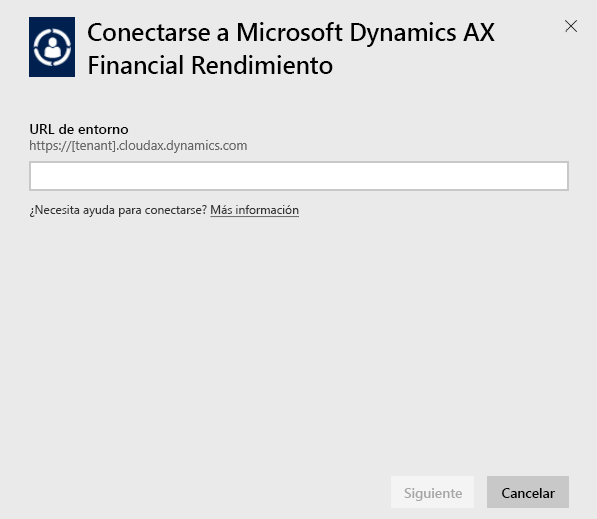 Conectarse a Microsoft Dynamics AX
Financial Rendimiento
URL de entorno
https://[tenant].cloudax.dynamics.com
¿Necesita ayuda para conectarse? Más información
Siguiente
Cancelar